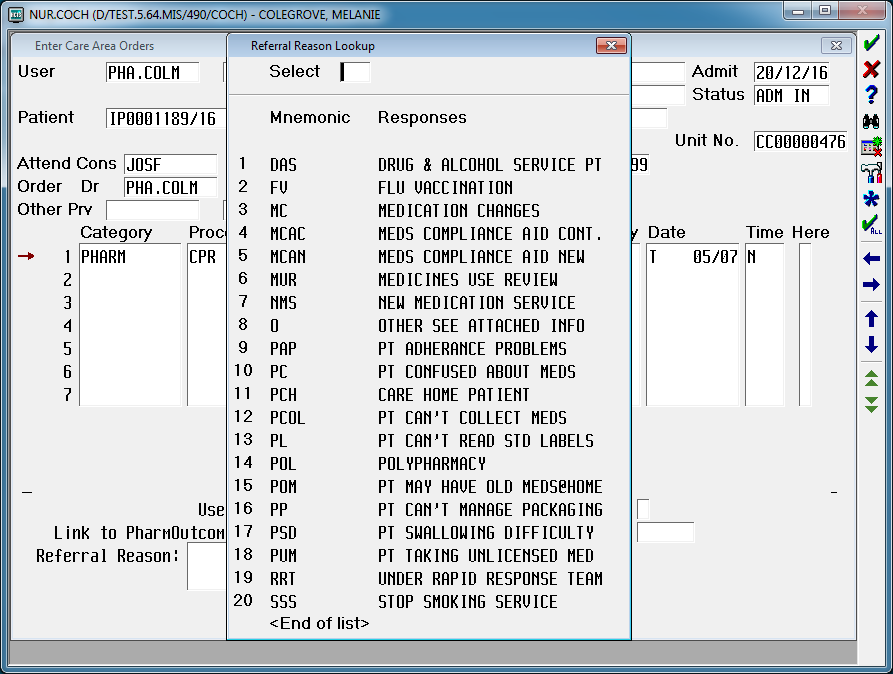 NUR.COCH (D/TEST.5.64.MIS/490/COCH) - COLEGROVE, MELANIE
Enter Care Area Orders
Referral Reason Lookup
User PHA.COLM
Select
Admit 20/12/16
Status ADM IN
Patient IP0001189/16
Mnemonic Responses
Unit No. CC00000476
Attend Cons JOSF
99
Order Dr PHA.COLM
Other Prv
Category Date Time Here
1 PHARM CPR T 05/07 N
2
3
4
5
6
7
1 DAS DRUG & ALCOHOL SERVICE PT
2 FV FLU VACCINATION
3 MC MEDICATION CHANGES
4 MCAC MEDS COMPLIANCE AID CONT.
5 MCAN MEDS COMPLIANCE AID NEW
6 MUR MEDICINES USE REVIEW
7 NMS NEW MEDICATION SERVICE
8 O OTHER SEE ATTACHED INFO
9 PAP PT ADHERANCE PROBLEMS
10 PC PT CONFUSED ABOUT MEDS
11 PCH CARE HOME PATIENT
12 PCOL PT CAN'T COLLECT MEDS
13 PL PT CAN'T READ STD LABELS
14 POL POLYPHARMACY
15 POM PT MAY HAVE OLD MEDS@HOME
16 PP PT CAN'T MANAGE PACKAGING
17 PSD PT SWALLOWING DIFFICULTY
18 PUM PT TAKING UNLICENSED MED
19 RRT UNDER RAPID RESPONSE TEAM
20 SSS STOP SMOKING SERVICE
<End of list>
Use
Link to PharmOutcom
Referral Reason:
ALL